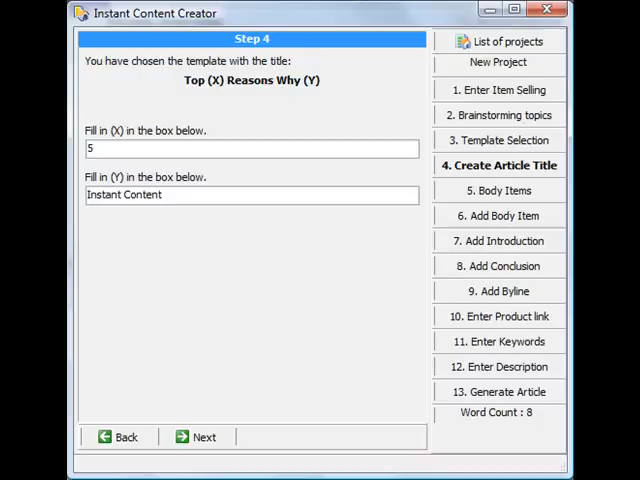 Instant Content Creator
Step 4
You have chosen the template with the title:
Top (X) Reasons Why (Y)
Fill in (X) in the box below.
5
Fill in (Y) in the box below.
Instant Content
Back
Next
List of projects
New Project
1. Enter Item Selling
2. Brainstorming topics
3. Template Selection
4. Create Article Title
5. Body Items
6. Add Body Item
7. Add Introduction
8. Add Conclusion
9. Add Byline
10. Enter Product link
11. Enter Keywords
12. Enter Description
13. Generate Article
Word Count : 8